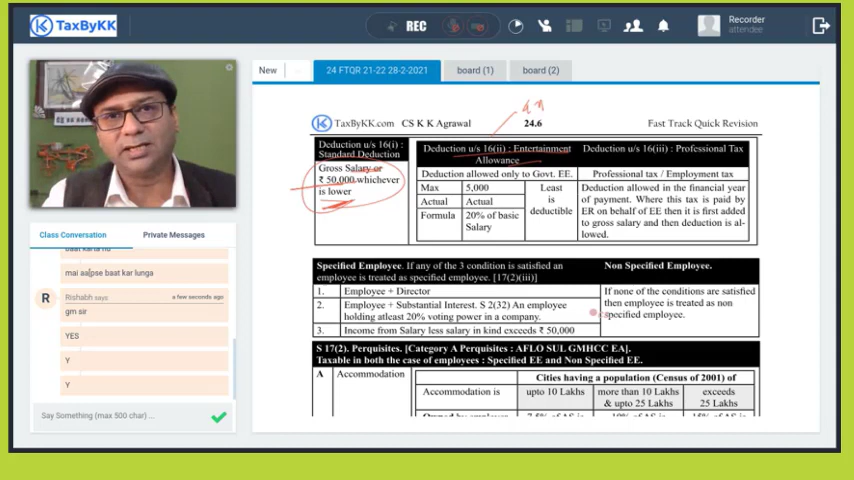 TaxByKK
REC
Recorder
attendee
New
24 FTQR 21-22 28-2-2021
board (1)
board (2)
Class Conversation
Private Messages
mai aapse baat kar lunga
R
Rishabh says:
a few seconds ago
gm sir
YES
Y
Y
Say Something (max 500 char) ...
TaxByKK.com CS K K Agrawal
24.6
Fast Track Quick Revision
Deduction u/s 16(i) :
Standard Deduction
Gross Salary or
₹ 50,000 whichever
is lower
Deduction u/s 16(ii) : Entertainment
Allowance
Deduction allowed only to Govt. EE.
Max
5,000
Least
is
deductible
Actual
Actual
Formula
20% of basic
Salary
Deduction u/s 16(iii) : Professional Tax
Professional tax / Employment tax
Deduction allowed in the financial year
of payment. Where this tax is paid by
ER on behalf of EE then it is first added
to gross salary and then deduction is al-
lowed.
Specified Employee. If any of the 3 condition is satisfied an
employee is treated as specified employee. [17(2)(iii)]
Non Specified Employee.
1.
Employee + Director
2.
Employee + Substantial Interest. S 2(32) An employee
holding atleast 20% voting power in a company.
3.
Income from Salary less salary in kind exceeds ₹ 50,000
If none of the conditions are satisfied
then employee is treated as non
specified employee.
S 17(2). Perquisites. [Category A Perquisites : AFLO SUL GMHCC EA].
Taxable in both the case of employees : Specified EE and Non Specified EE.
A
Accommodation
Cities having a population (Census of 2001) of
Accommodation is
upto 10 Lakhs
more than 10 Lakhs
& upto 25 Lakhs
exceeds
25 Lakhs